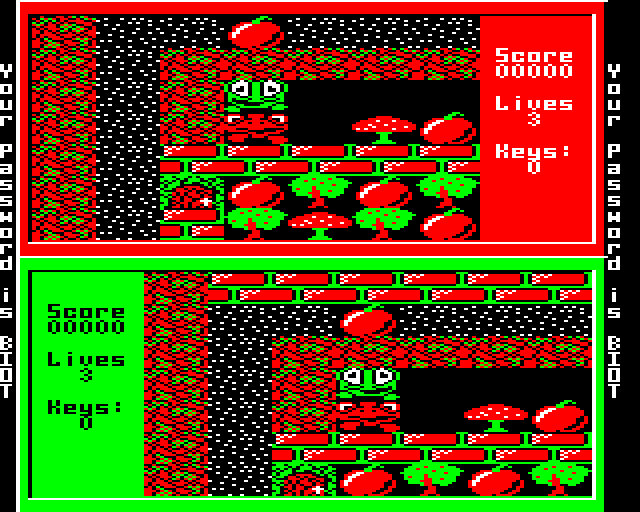 Your Password is BIOT
Score
00000
Lives
3
Keys:
0
Your Password is BIOT
Score
00000
Lives
3
Keys:
0